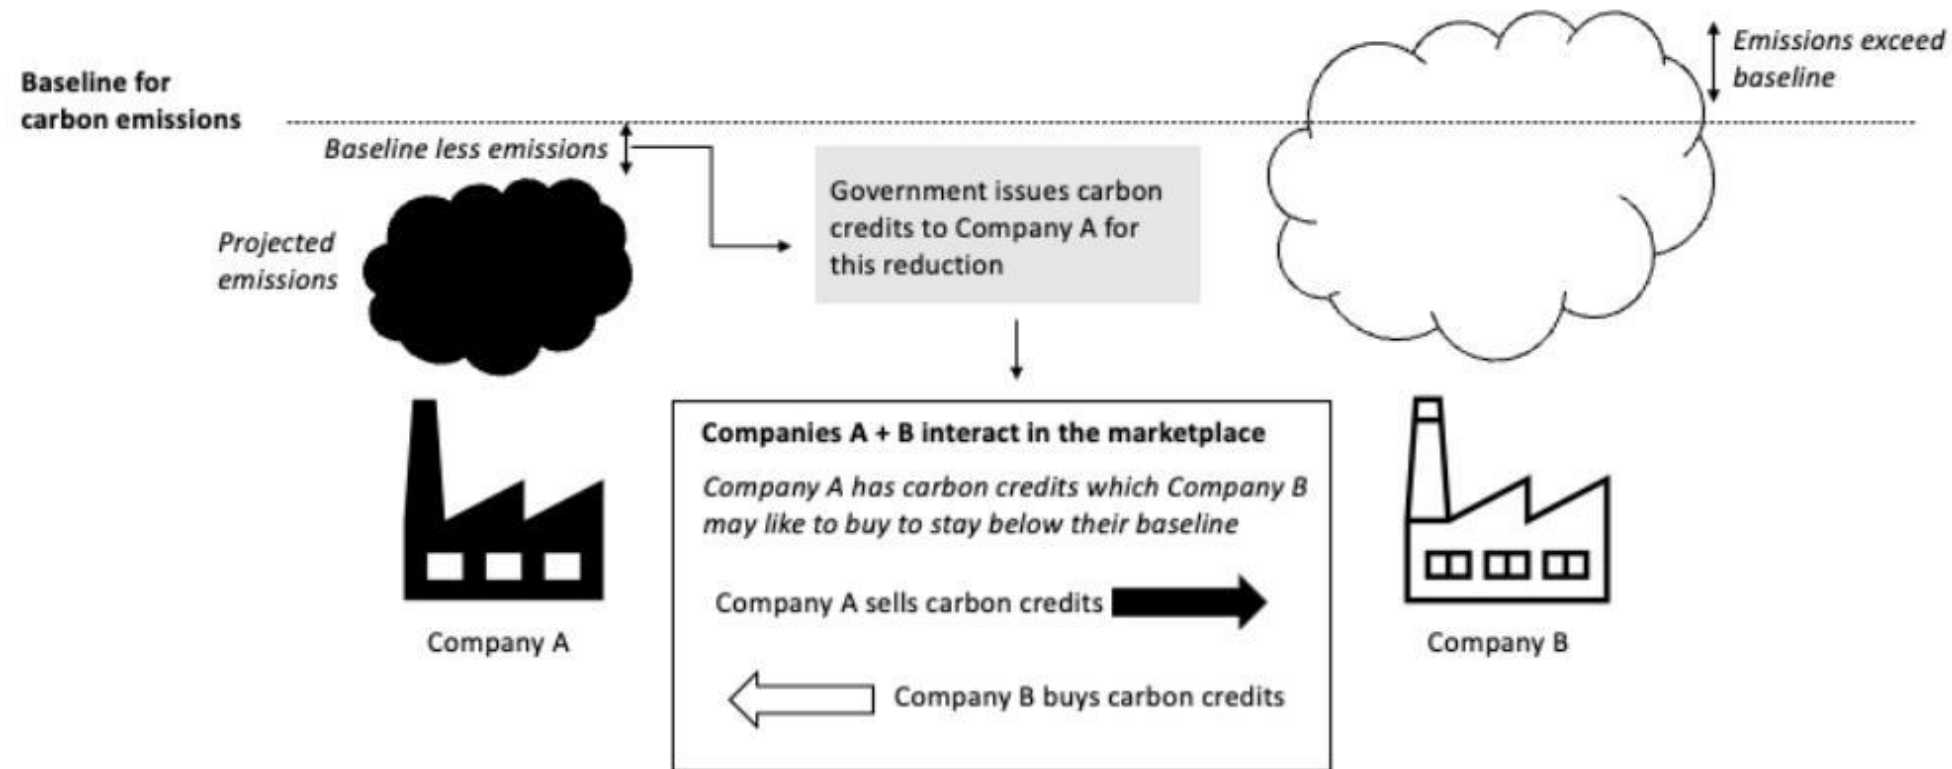 Baseline for
carbon emissions
Emissions exceed
baseline
Baseline less emissions
Projected
emissions
Government issues carbon
credits to Company A for
this reduction
Companies A + B interact in the marketplace
Company A has carbon credits which Company B
may like to buy to stay below their baseline
Company A sells carbon credits
Company B buys carbon credits
Company A
Company B